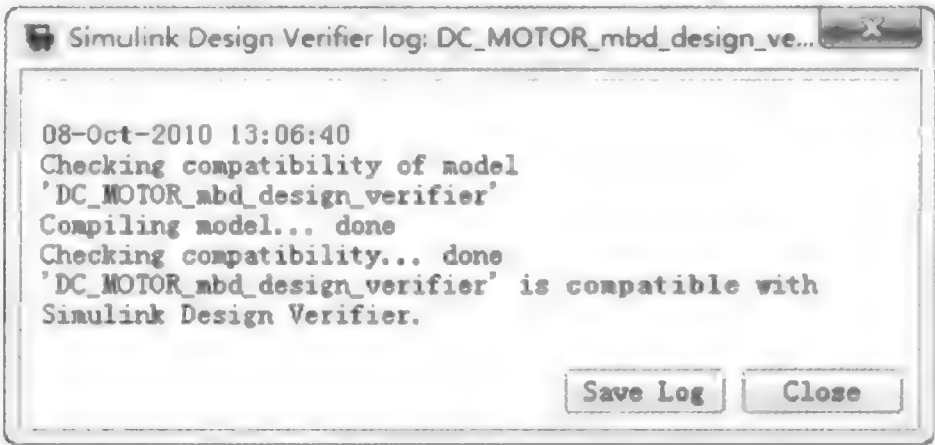 Simulink Design Verifier log: DC_MOTOR_mbd_design_ve...
08-Oct-2010 13:06:40
Checking compatibility of model
'DC_MOTOR_mbd_design_verifier'
Compiling model... done
Checking compatibility... done
'DC_MOTOR_mbd_design_verifier' is compatible with
Simulink Design Verifier.
Save Log
Close